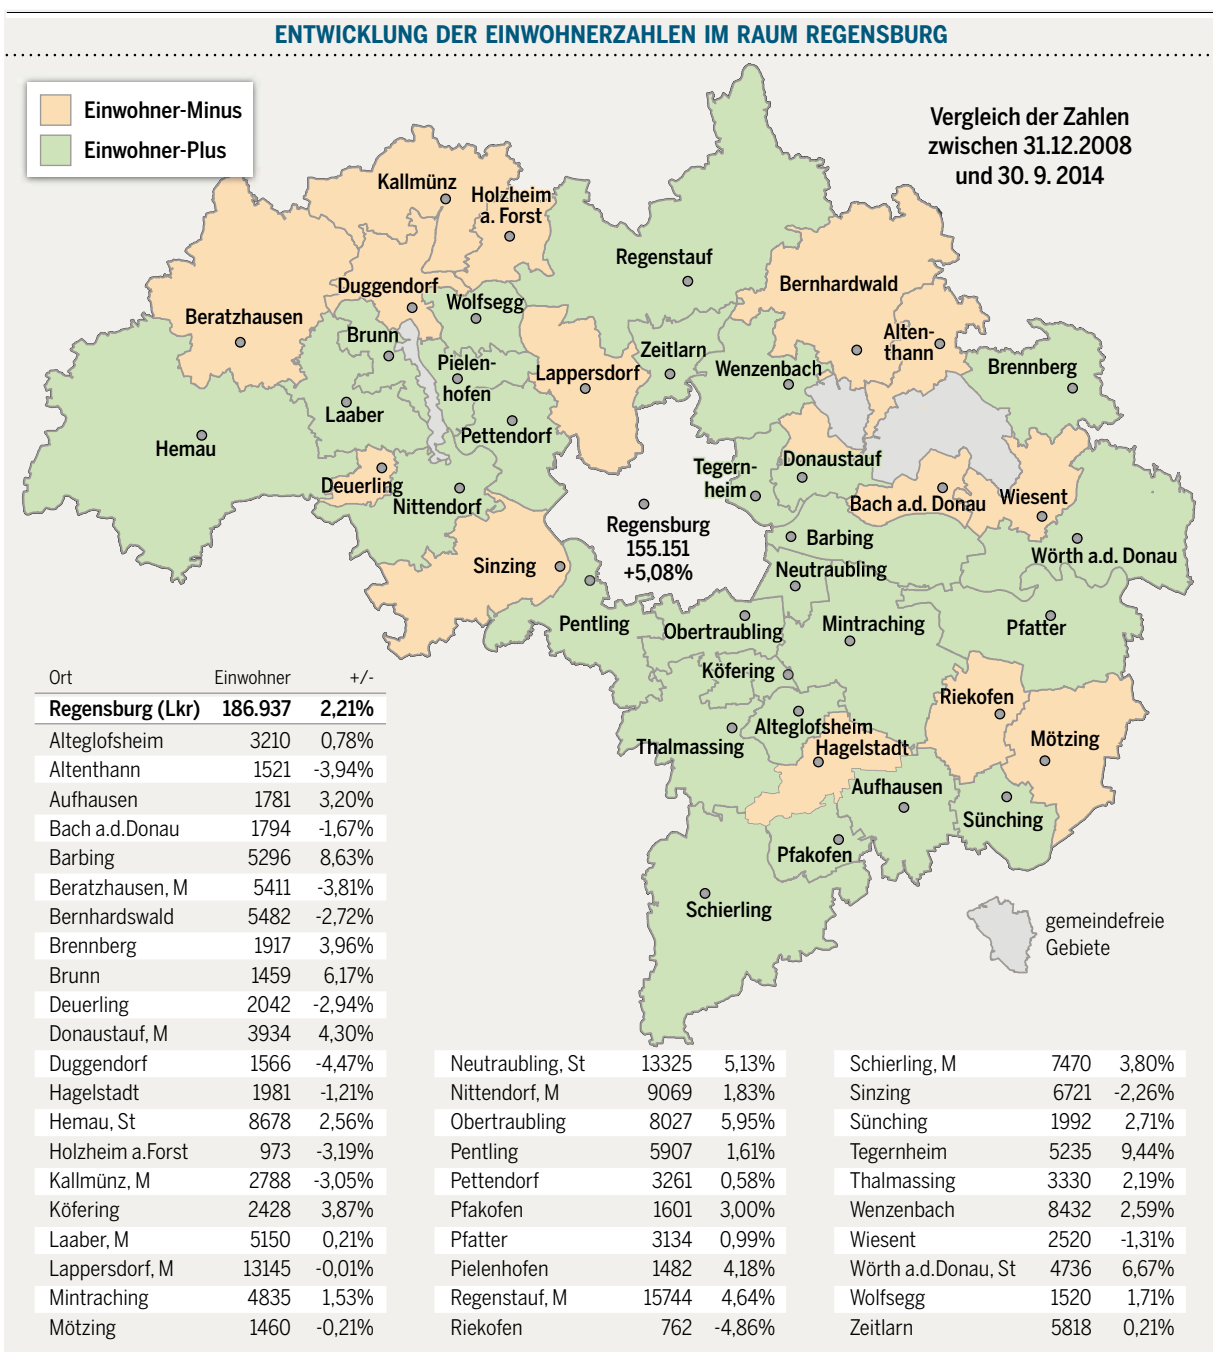 ENTWICKLUNG DER EINWOHNERZAHLEN IM RAUM REGENSBURG
Einwohner-Minus
Einwohner-Plus
Vergleich der Zahlen
zwischen 31.12.2008
und 30. 9. 2014
Kallmünz
Holzheim
a. Forst
Regenstauf
Bernhardwald
Duggendorf
Wolfsegg
Beratzhausen
Brunn
Alten-
thann
Zeitlarn
Pielen-
hofen
Lappersdorf
Wenzenbach
Brennberg
Laaber
Hemau
Pettendorf
Donaustauf
Tegern-
heim
Deuerling
Nittendorf
Bach a.d. Donau
Wiesent
Regensburg
155.151
+5,08%
Barbing
Wörth a.d. Donau
Sinzing
Neutraubling
Pentling
Obertraubling
Mintraching
Pfatter
Köfering
Riekofen
Alteglofsheim
Thalmassing
Hagelstadt
Mötzing
Aufhausen
Sünching
Pfakofen
Schierling
gemeindefreie
Gebiete
Ort Einwohner +/-
Regensburg (Lkr) 186.937 2,21%
Alteglofsheim 3210 0,78%
Altenthann 1521 -3,94%
Aufhausen 1781 3,20%
Bach a.d.Donau 1794 -1,67%
Barbing 5296 8,63%
Beratzhausen, M 5411 -3,81%
Bernhardswald 5482 -2,72%
Brennberg 1917 3,96%
Brunn 1459 6,17%
Deuerling 2042 -2,94%
Donaustauf, M 3934 4,30%
Duggendorf 1566 -4,47%
Hagelstadt 1981 -1,21%
Hemau, St 8678 2,56%
Holzheim a.Forst 973 -3,19%
Kallmünz, M 2788 -3,05%
Köfering 2428 3,87%
Laaber, M 5150 0,21%
Lappersdorf, M 13145 -0,01%
Mintraching 4835 1,53%
Mötzing 1460 -0,21%
Neutraubling, St 13325 5,13%
Nittendorf, M 9069 1,83%
Obertraubling 8027 5,95%
Pentling 5907 1,61%
Pettendorf 3261 0,58%
Pfakofen 1601 3,00%
Pfatter 3134 0,99%
Pielenhofen 1482 4,18%
Regenstauf, M 15744 4,64%
Riekofen 762 -4,86%
Schierling, M 7470 3,80%
Sinzing 6721 -2,26%
Sünching 1992 2,71%
Tegernheim 5235 9,44%
Thalmassing 3330 2,19%
Wenzenbach 8432 2,59%
Wiesent 2520 -1,31%
Wörth a.d.Donau, St 4736 6,67%
Wolfsegg 1520 1,71%
Zeitlarn 5818 0,21%